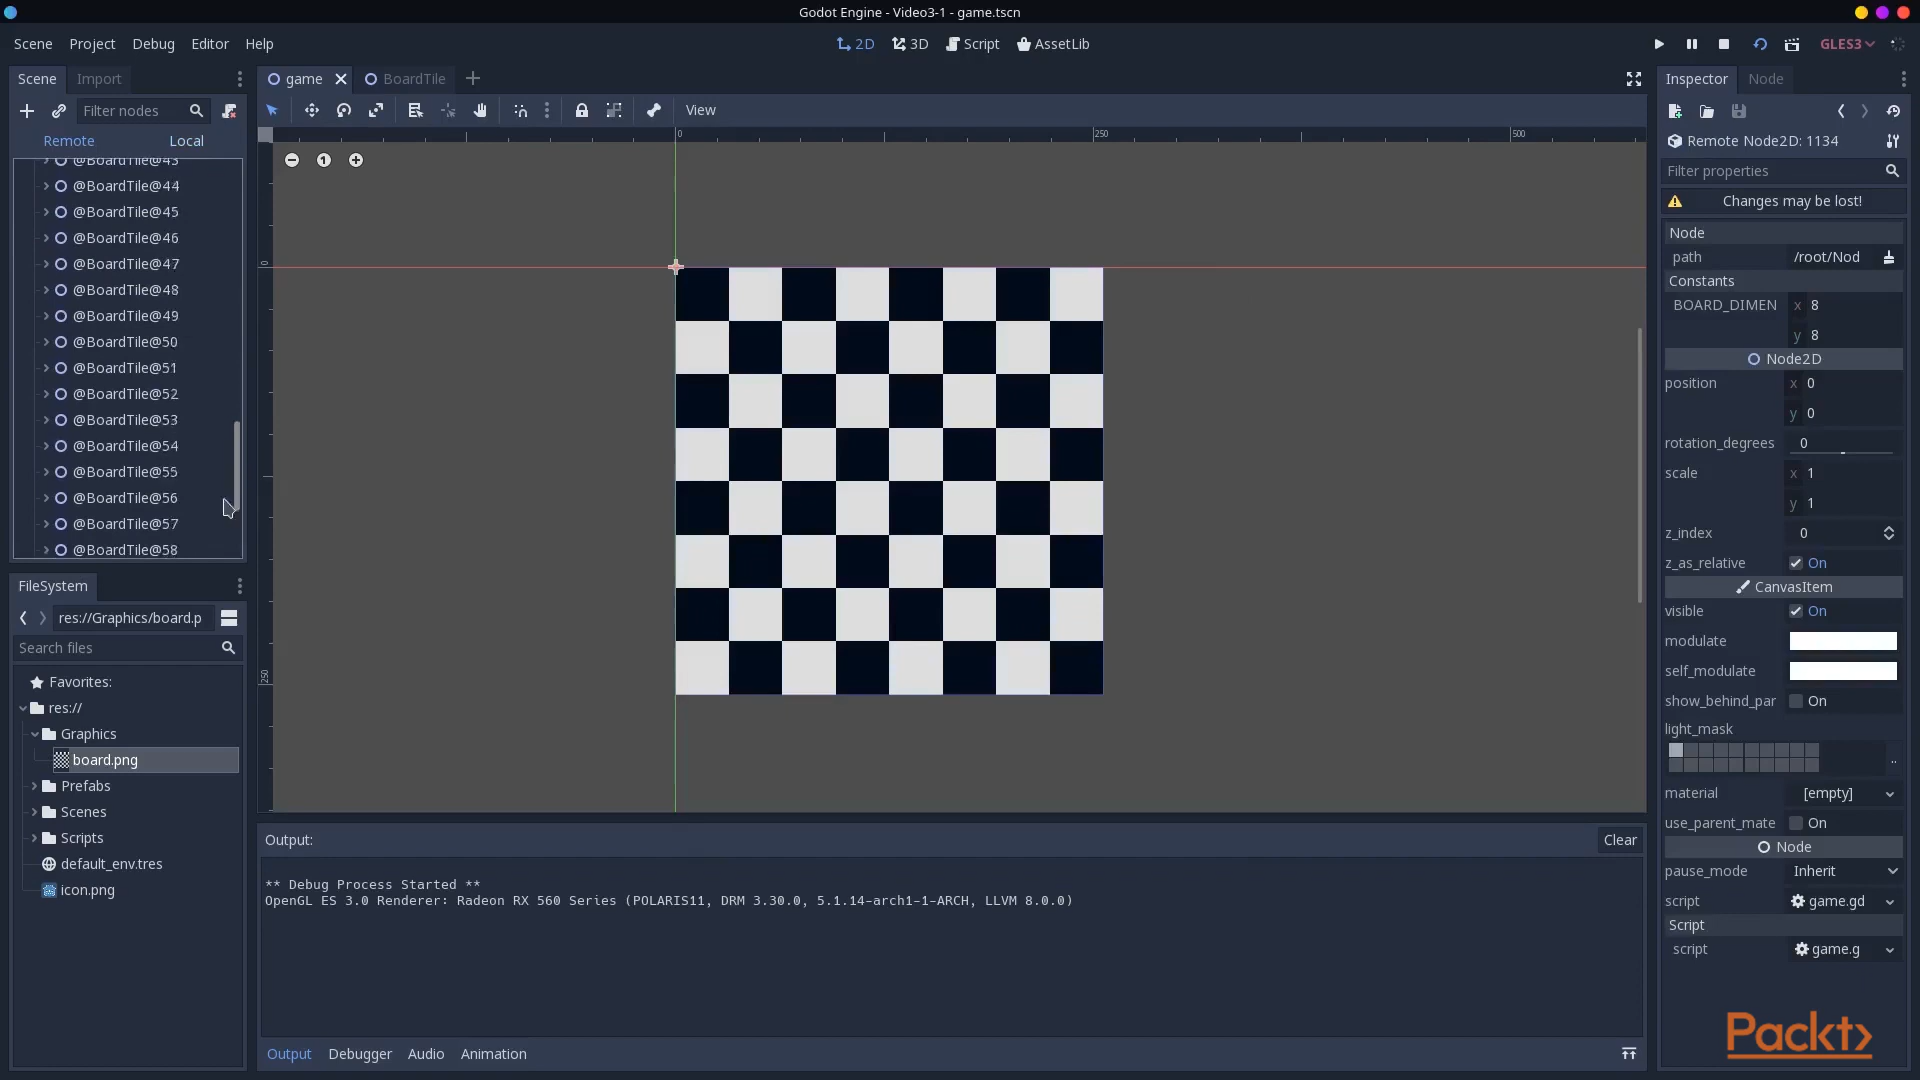 Godot Engine - Video3-1 - game.tscn
Scene Project Debug Editor Help
2D 3D Script AssetLib
GLES3
Scene Import
game BoardTile
Inspector Node
Filter nodes
View
Remote Local
Remote Node2D: 1134
Filter properties
Changes may be lost!
@BoardTile@43
@BoardTile@44
@BoardTile@45
@BoardTile@46
@BoardTile@47
@BoardTile@48
@BoardTile@49
@BoardTile@50
@BoardTile@51
@BoardTile@52
@BoardTile@53
@BoardTile@54
@BoardTile@55
@BoardTile@56
@BoardTile@57
@BoardTile@58
0 250 500
1
0
250
FileSystem
res://Graphics/board.p
Search files
Favorites:
res://
Graphics
board.png
Prefabs
Scenes
Scripts
default_env.tres
icon.png
Output:
Clear
** Debug Process Started **
OpenGL ES 3.0 Renderer: Radeon RX 560 Series (POLARIS11, DRM 3.30.0, 5.1.14-arch1-1-ARCH, LLVM 8.0.0)
Output Debugger Audio Animation
Node
path /root/Nod
Constants
BOARD_DIMEN x 8
y 8
Node2D
position x 0
y 0
rotation_degrees 0
scale x 1
y 1
z_index 0
z_as_relative On
CanvasItem
visible On
modulate
self_modulate
show_behind_par On
light_mask
..
material [empty]
use_parent_mate On
Node
pause_mode Inherit
script game.gd
Script
script game.g
Packt>